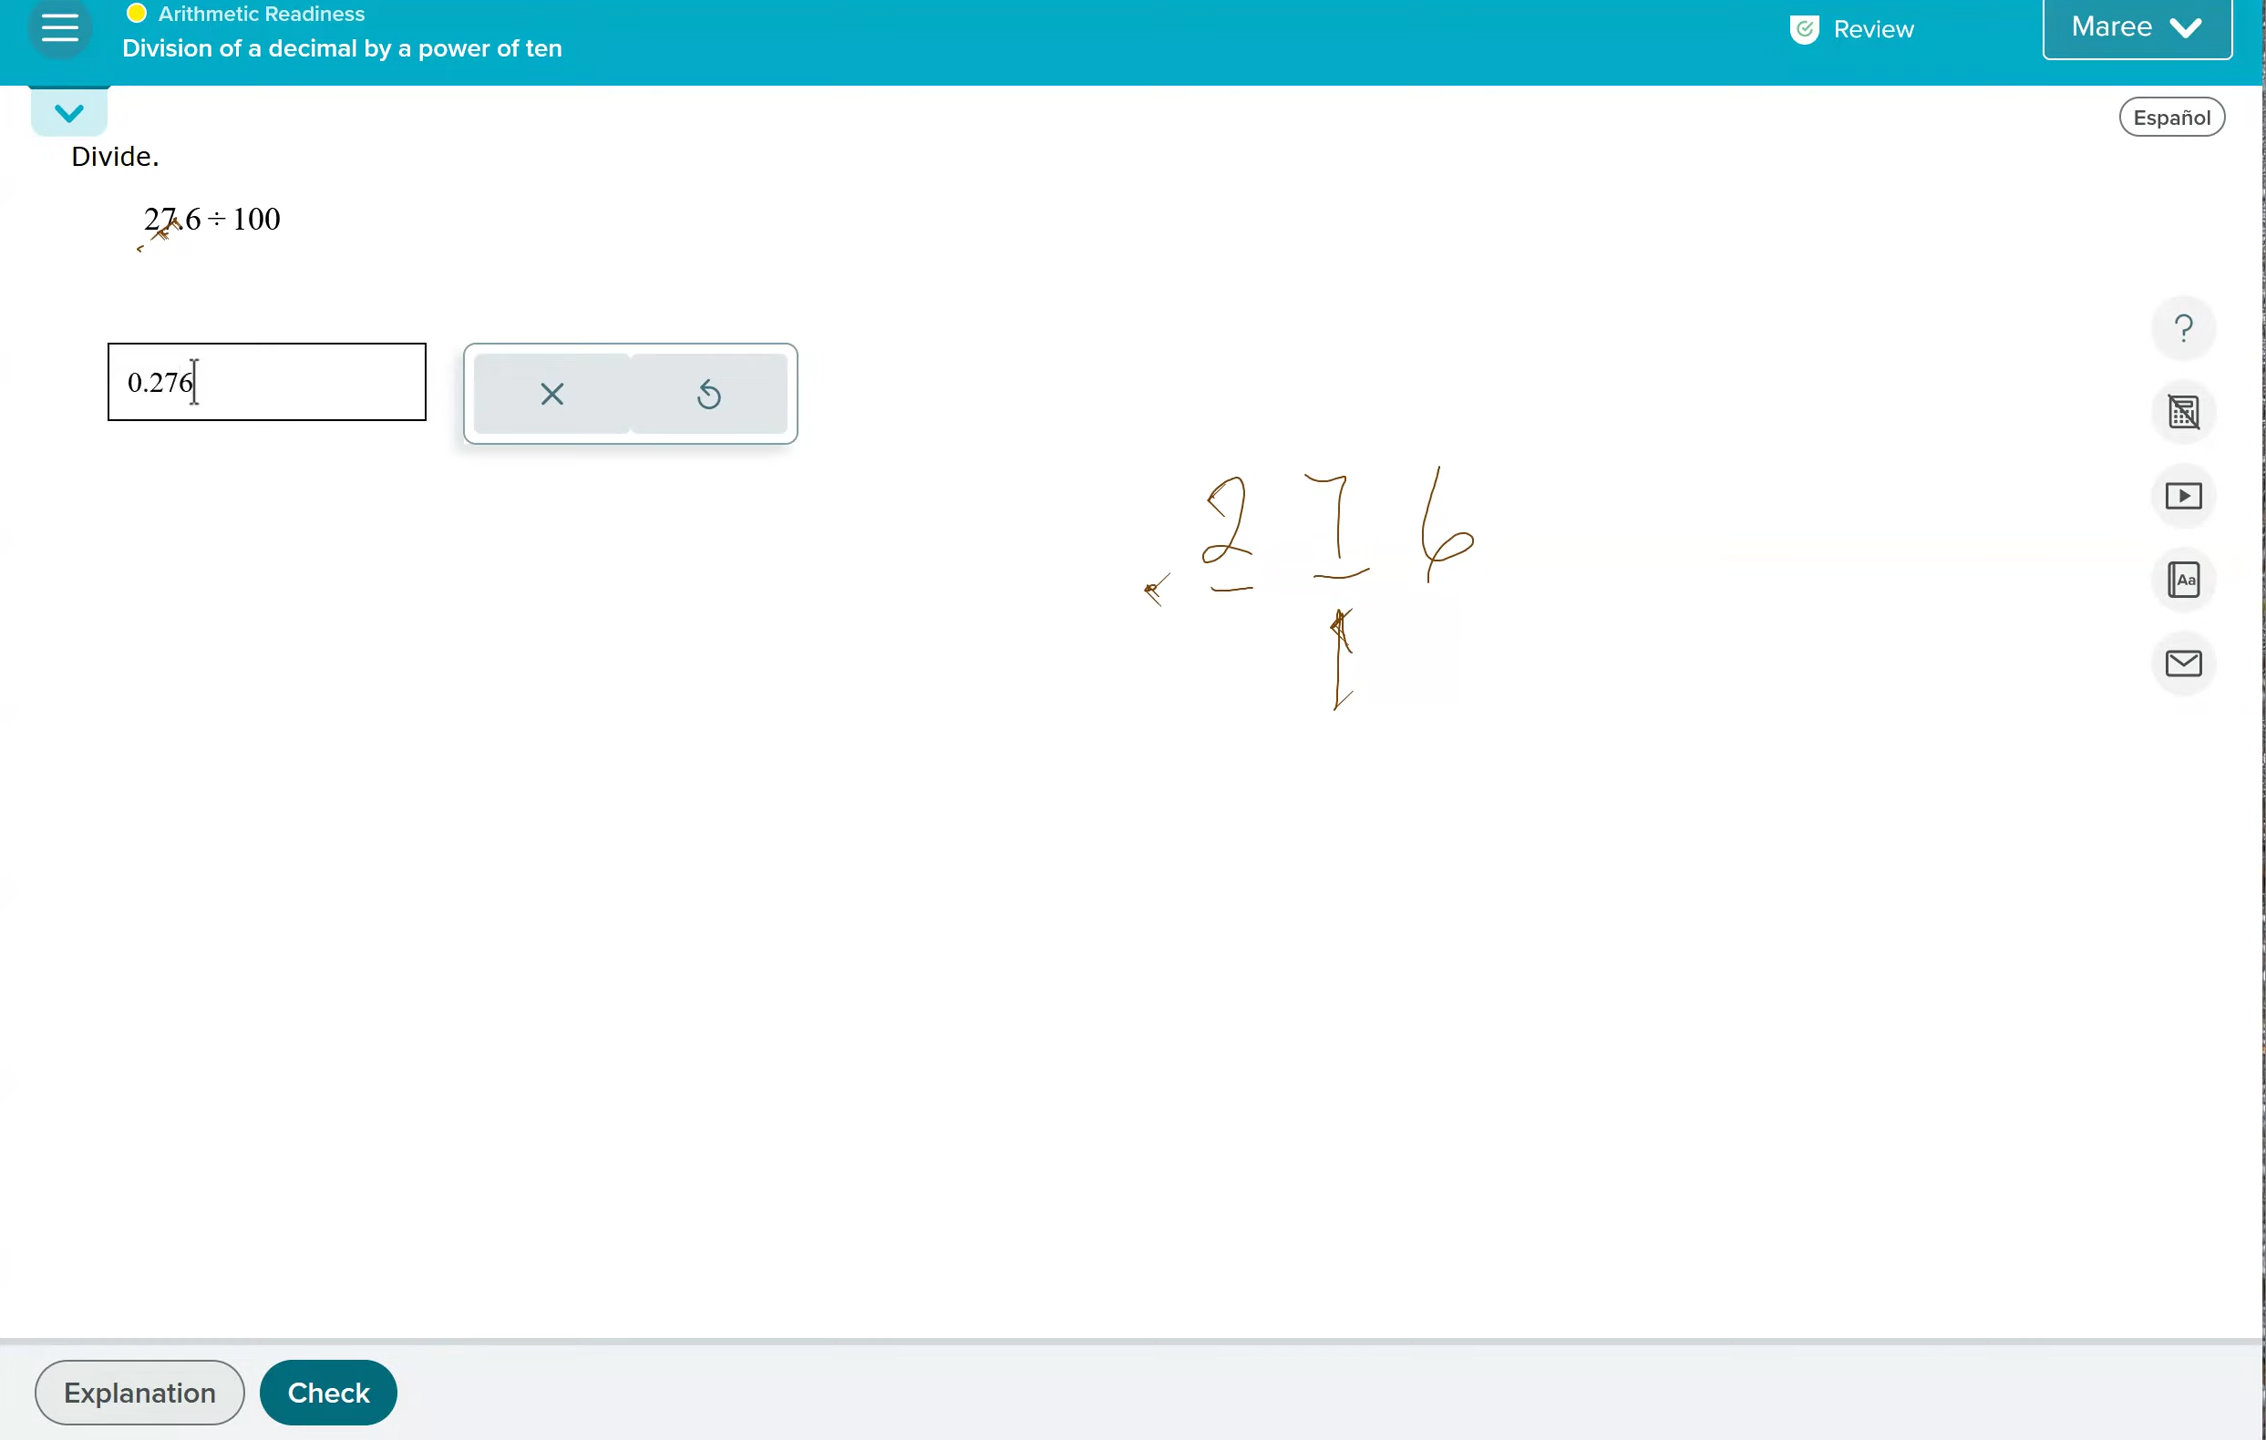 Arithmetic Readiness
Division of a decimal by a power of ten
Review
Maree
Español
Divide.
27.6 ÷ 100
0.276
2 7 6
?
Aa
Explanation
Check